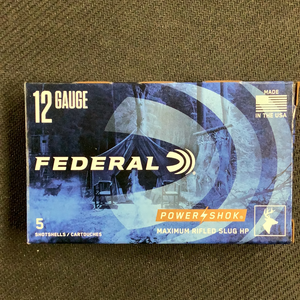 12 GAUGE
MADE
IN THE USA
FEDERAL
5
SHOTSHELLS / CARTOUCHES
POWER SHOK
MAXIMUM RIFLED SLUG HP